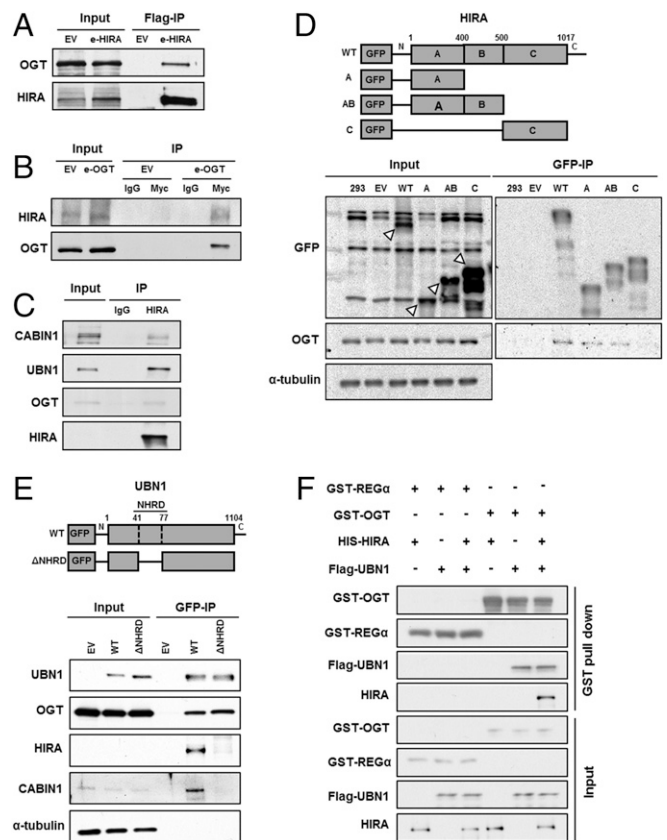 A
Input Flag-IP
EV e-HIRA EV e-HIRA
OGT
HIRA
B
Input IP
EV e-OGT EV e-OGT
IgG Myc IgG Myc
HIRA
OGT
C
Input IP
IgG HIRA
CABIN1
UBN1
OGT
HIRA
D
HIRA
1 400 500 1017
WT GFP N A B C C
A GFP A
AB GFP A B
C GFP C
Input GFP-IP
293 EV WT A AB C 293 EV WT A AB C
GFP
OGT
α-tubulin
E
UBN1
NHRD
1 41 77 1104
WT GFP N C
ΔNHRD GFP
Input GFP-IP
EV WT ΔNHRD EV WT ΔNHRD
UBN1
OGT
HIRA
CABIN1
α-tubulin
F
GST-REGα + + + - - -
GST-OGT - - - + + +
HIS-HIRA + - + + - +
Flag-UBN1 - + + - + +
GST-OGT
GST-REGα
Flag-UBN1
HIRA
GST pull down
GST-OGT
GST-REGα
Flag-UBN1
HIRA
Input